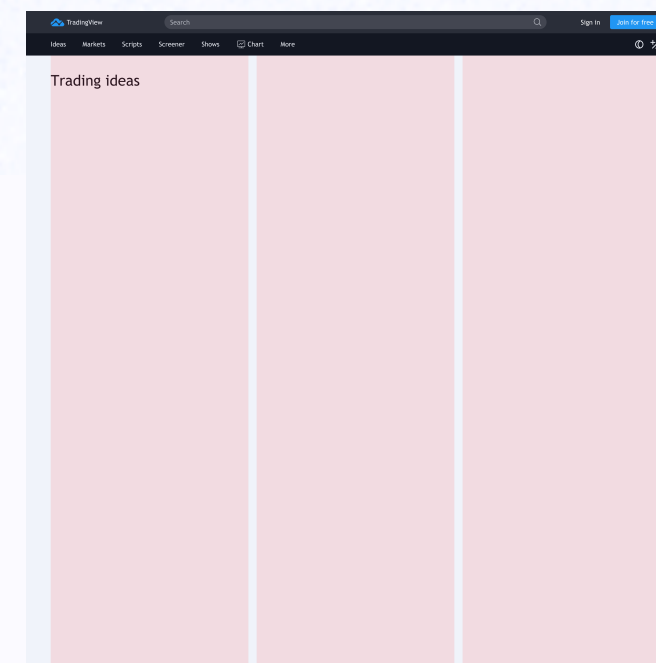 TradingView Search Sign in Join for free
Ideas Markets Scripts Screener Shows Chart More
Trading ideas